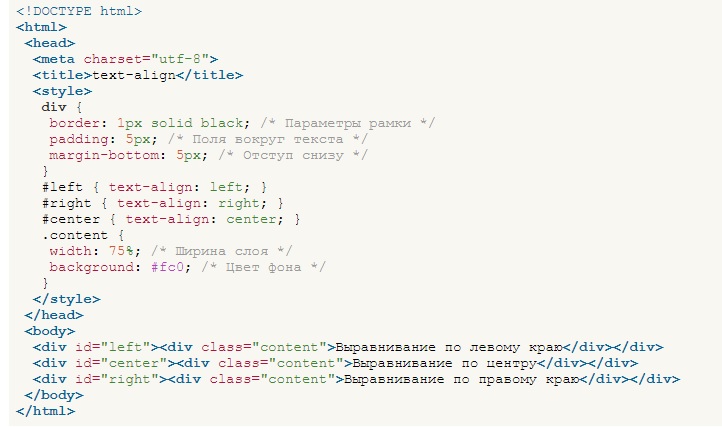 <!DOCTYPE html>
<html>
<head>
<meta charset="utf-8">
<title>text-align</title>
<style>
div {
border: 1px solid black; /* Параметры рамки */
padding: 5px; /* Поля вокруг текста */
margin-bottom: 5px; /* Отступ снизу */
}
#left { text-align: left; }
#right { text-align: right; }
#center { text-align: center; }
.content {
width: 75%; /* Ширина слоя */
background: #fc0; /* Цвет фона */
}
</style>
</head>
<body>
<div id="left"><div class="content">Выравнивание по левому краю</div></div>
<div id="center"><div class="content">Выравнивание по центру</div></div>
<div id="right"><div class="content">Выравнивание по правому краю</div></div>
</body>
</html>